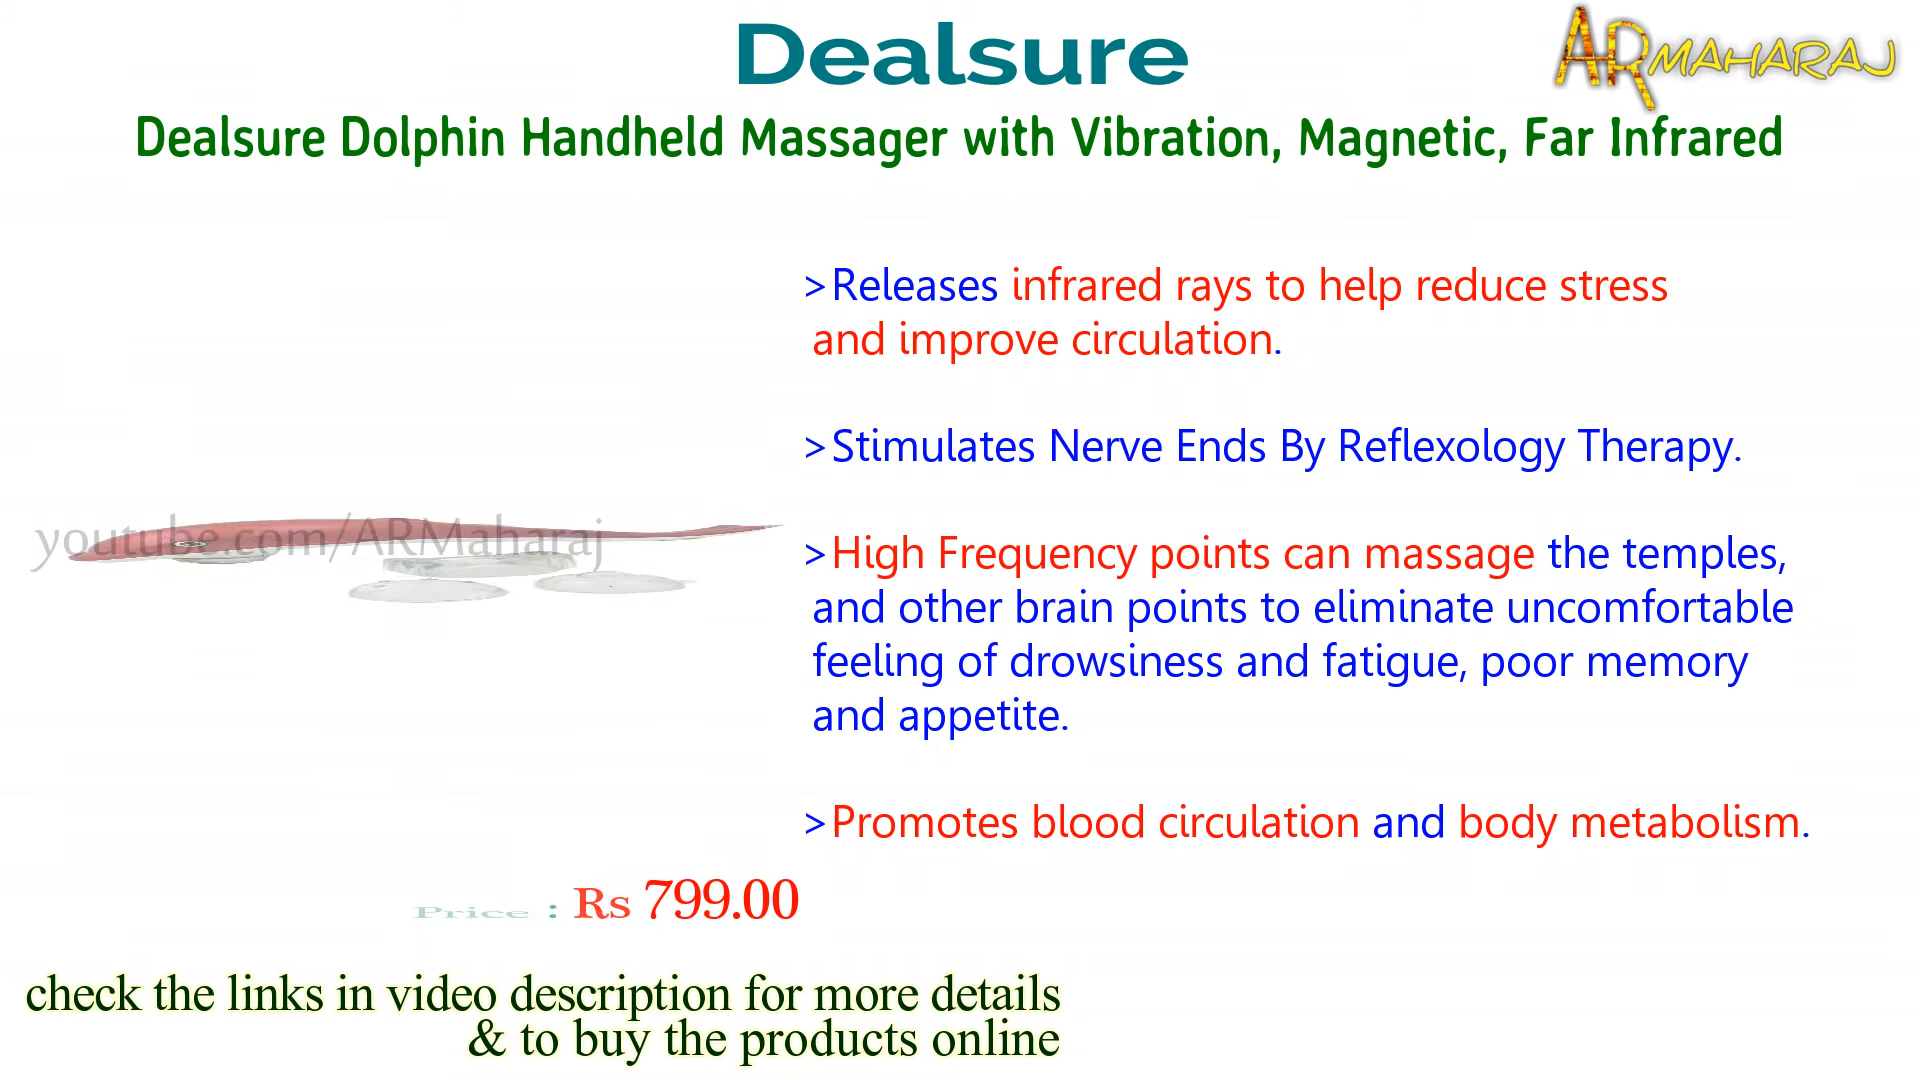 Dealsure
ARMAHARAJ
Dealsure Dolphin Handheld Massager with Vibration, Magnetic, Far Infrared
>Releases infrared rays to help reduce stress
and improve circulation.
>Stimulates Nerve Ends By Reflexology Therapy.
youtube.com/ARMaharaj
>High Frequency points can massage the temples,
and other brain points to eliminate uncomfortable
feeling of drowsiness and fatigue, poor memory
and appetite.
>Promotes blood circulation and body metabolism.
Price : Rs 799.00
check the links in video description for more details
& to buy the products online